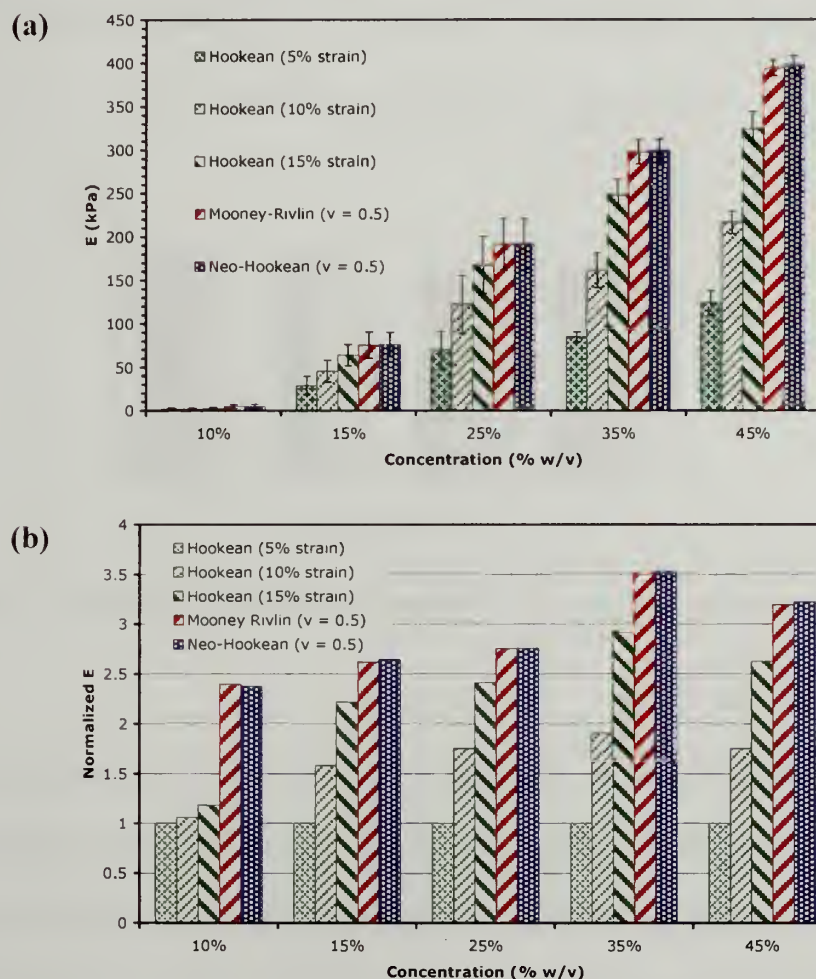 (a)
450
400
350
300
250
200
150
100
50
0
E (kPa)
Hookean (5% strain)
Hookean (10% strain)
Hookean (15% strain)
Mooney-Rivlin (v = 0.5)
Neo-Hookean (v = 0.5)
10% 15% 25% 35% 45%
Concentration (% w/v)
(b)
4
3.5
3
2.5
2
1.5
1
0.5
0
Normalized E
Hookean (5% strain)
Hookean (10% strain)
Hookean (15% strain)
Mooney Rivlin (v = 0.5)
Neo-Hookean (v = 0.5)
10% 15% 25% 35% 45%
Concentration (% w/v)